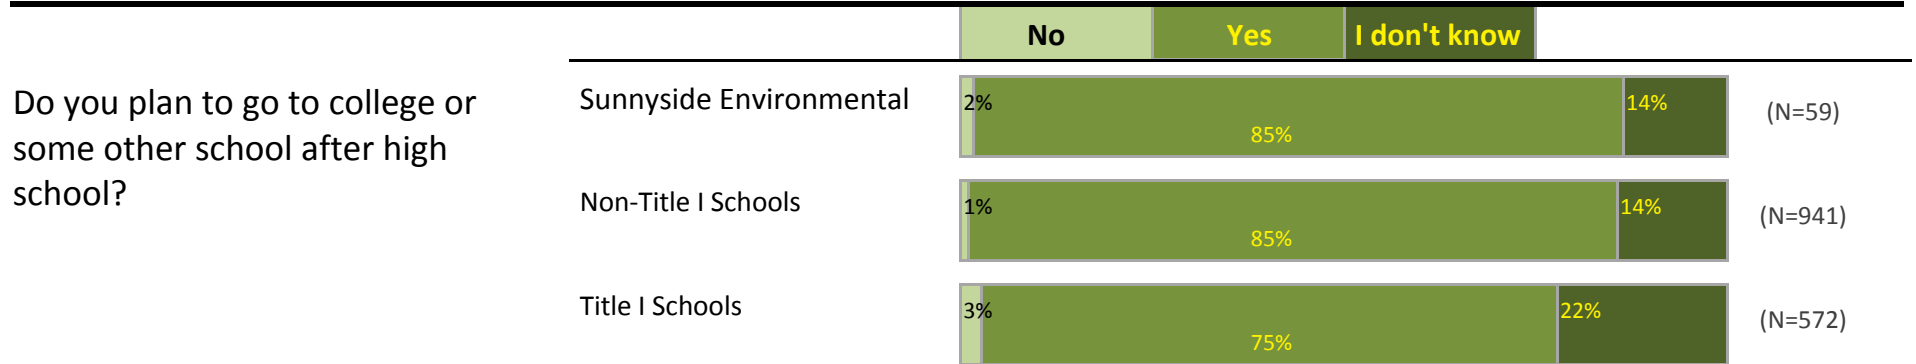 No Yes I don't know
Do you plan to go to college or
some other school after high
school?
Sunnyside Environmental
2% 85% 14% (N=59)
Non-Title I Schools
1% 85% 14% (N=941)
Title I Schools
3% 75% 22% (N=572)